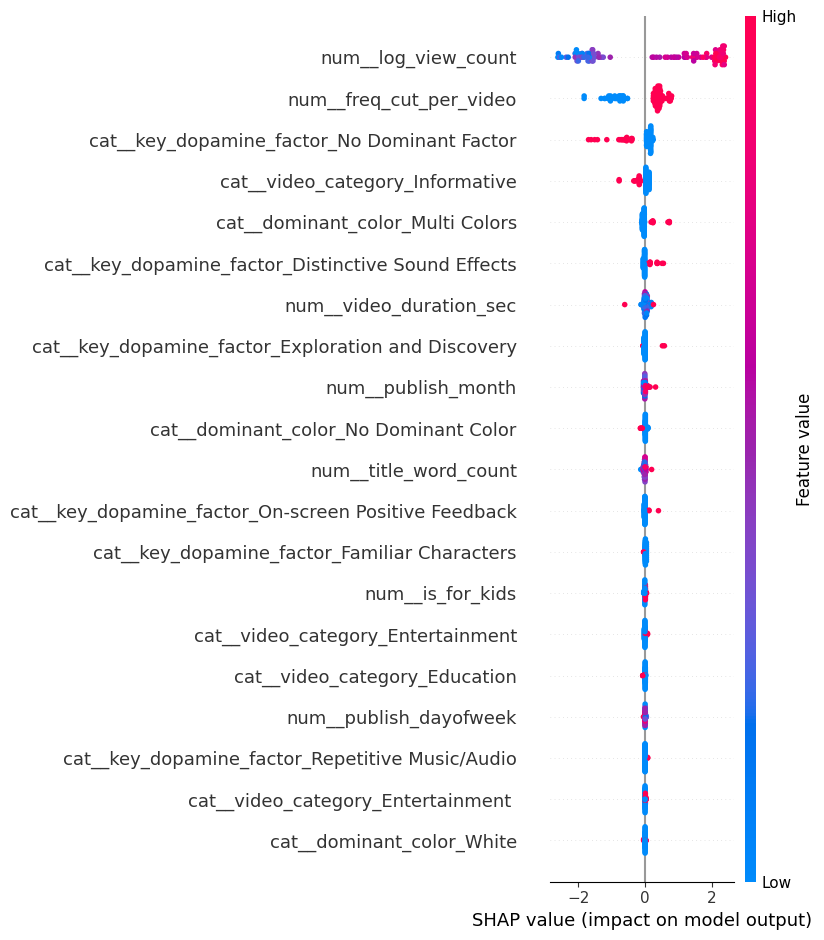 High
num__log_view_count
num__freq_cut_per_video
cat__key_dopamine_factor_No Dominant Factor
cat__video_category_Informative
cat__dominant_color_Multi Colors
cat__key_dopamine_factor_Distinctive Sound Effects
num__video_duration_sec
cat__key_dopamine_factor_Exploration and Discovery
num__publish_month
cat__dominant_color_No Dominant Color
num__title_word_count
cat__key_dopamine_factor_On-screen Positive Feedback
cat__key_dopamine_factor_Familiar Characters
num__is_for_kids
cat__video_category_Entertainment
cat__video_category_Education
num__publish_dayofweek
cat__key_dopamine_factor_Repetitive Music/Audio
cat__video_category_Entertainment
cat__dominant_color_White
Feature value
Low
−2 0 2
SHAP value (impact on model output)